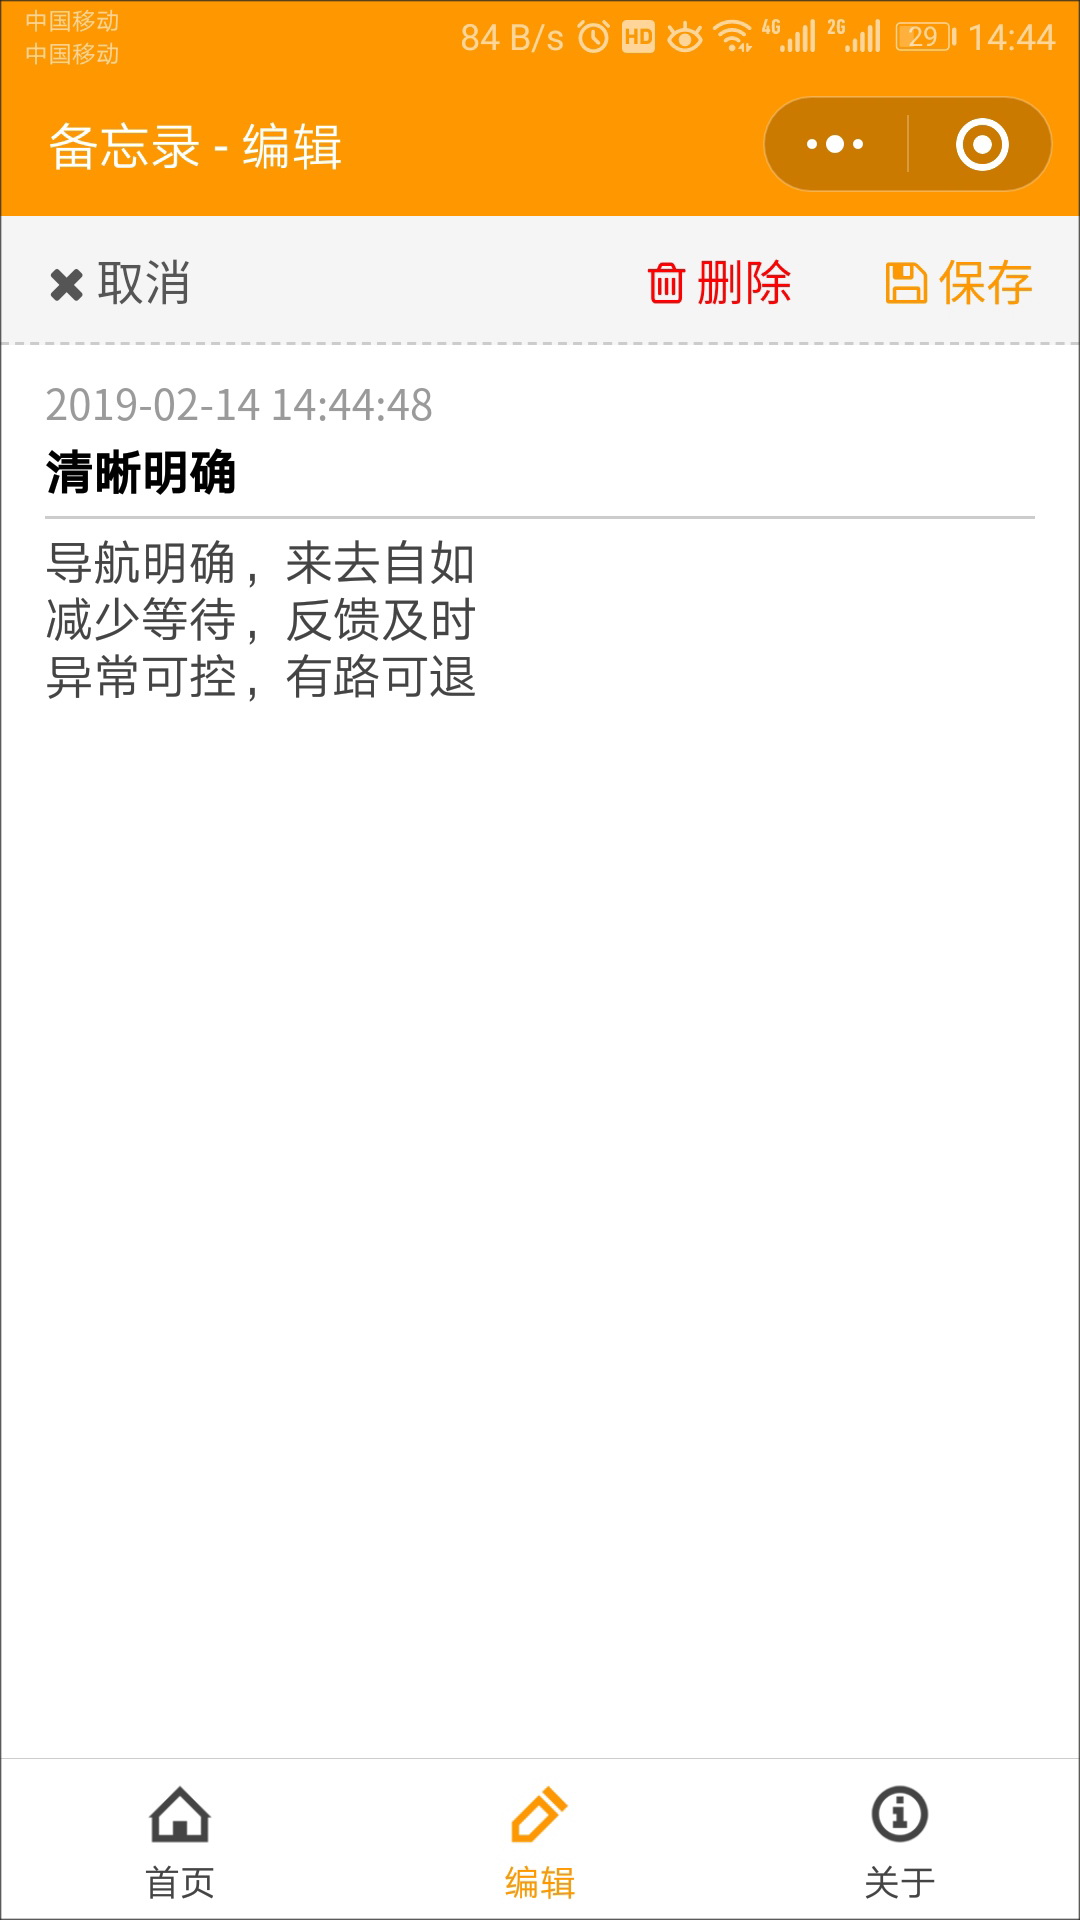 中国移动
中国移动
84 B/s HD 4G 2G 29 14:44
备忘录 - 编辑
取消 删除 保存
2019-02-14 14:44:48
清晰明确
导航明确，来去自如
减少等待，反馈及时
异常可控，有路可退
首页 编辑 关于